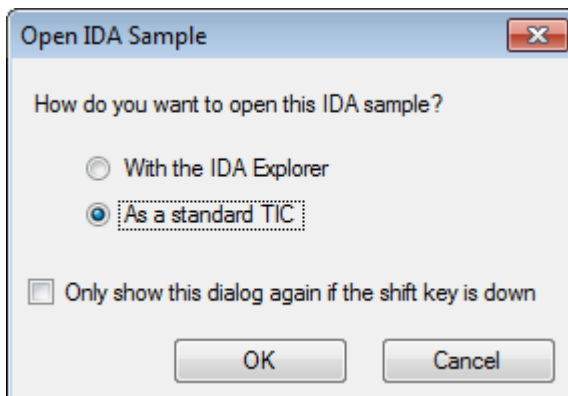 Open IDA Sample
How do you want to open this IDA sample?
With the IDA Explorer
As a standard TIC
Only show this dialog again if the shift key is down
OK
Cancel